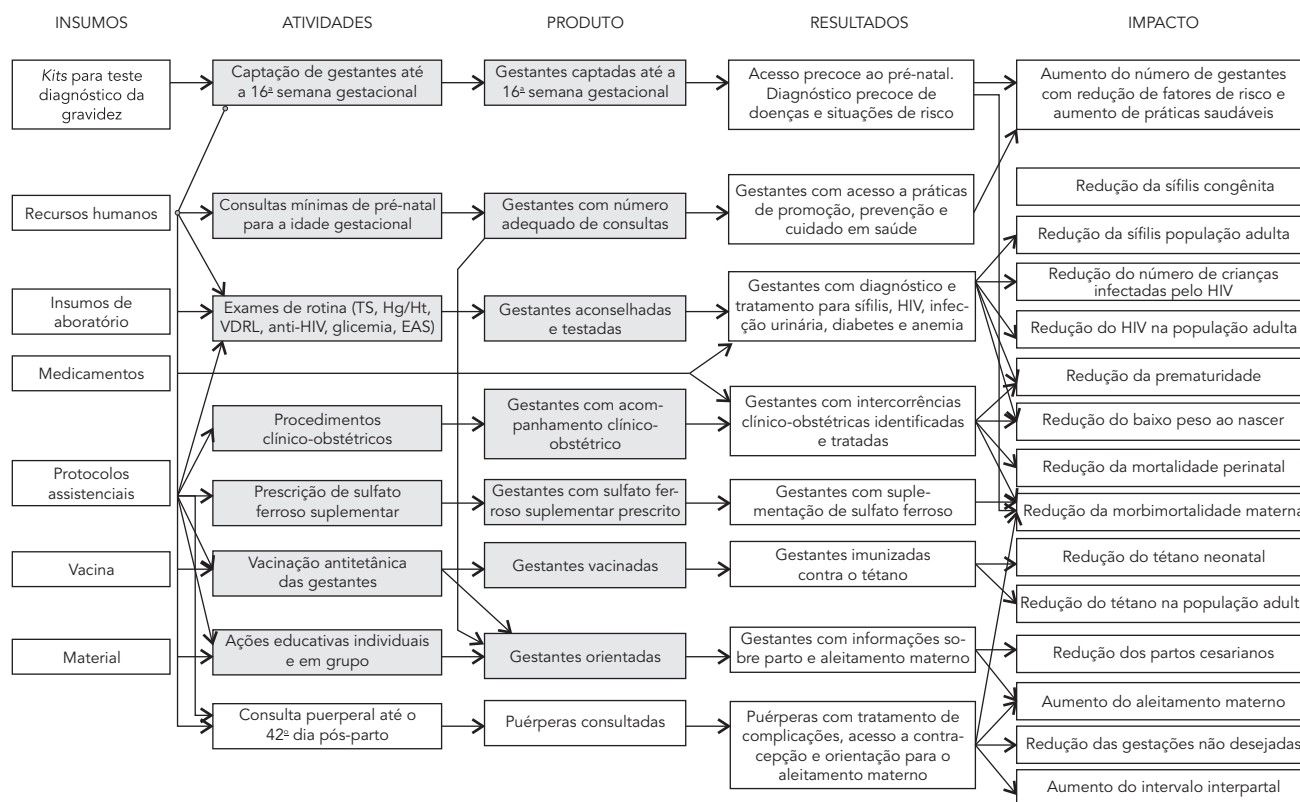 INSUMOS
ATIVIDADES
PRODUTO
RESULTADOS
IMPACTO
Kits para teste
diagnóstico da
gravidez
Captação de gestantes até
a 16ª semana gestacional
Gestantes captadas até a
16ª semana gestacional
Acesso precoce ao pré-natal.
Diagnóstico precoce de
doenças e situações de risco
Aumento do número de gestantes
com redução de fatores de risco e
aumento de práticas saudáveis
Redução da sífilis congênita
Recursos humanos
Consultas mínimas de pré-natal
para a idade gestacional
Gestantes com número
adequado de consultas
Gestantes com acesso a práticas
de promoção, prevenção e
cuidado em saúde
Redução da sífilis população adulta
Redução do número de crianças
infectadas pelo HIV
Insumos de
aboratório
Exames de rotina (TS, Hg/Ht,
VDRL, anti-HIV, glicemia, EAS)
Gestantes aconselhadas
e testadas
Gestantes com diagnóstico e
tratamento para sífilis, HIV, infec-
ção urinária, diabetes e anemia
Redução do HIV na população adulta
Medicamentos
Redução da prematuridade
Procedimentos
clínico-obstétricos
Gestantes com acom-
panhamento clínico-
obstétrico
Gestantes com intercorrências
clínico-obstétricas identificadas
e tratadas
Redução do baixo peso ao nascer
Redução da mortalidade perinatal
Protocolos
assistenciais
Prescrição de sulfato
ferroso suplementar
Gestantes com sulfato fer-
roso suplementar prescrito
Gestantes com suple-
mentação de sulfato ferroso
Redução da morbimortalidade materna
Vacina
Vacinação antitetânica
das gestantes
Gestantes vacinadas
Gestantes imunizadas
contra o tétano
Redução do tétano neonatal
Redução do tétano na população adult
Material
Ações educativas individuais
e em grupo
Gestantes orientadas
Gestantes com informações so-
bre parto e aleitamento materno
Redução dos partos cesarianos
Aumento do aleitamento materno
Consulta puerperal até o
42º dia pós-parto
Puérperas consultadas
Puérperas com tratamento de
complicações, acesso a contra-
cepção e orientação para o
aleitamento materno
Redução das gestações não desejadas
Aumento do intervalo interpartal